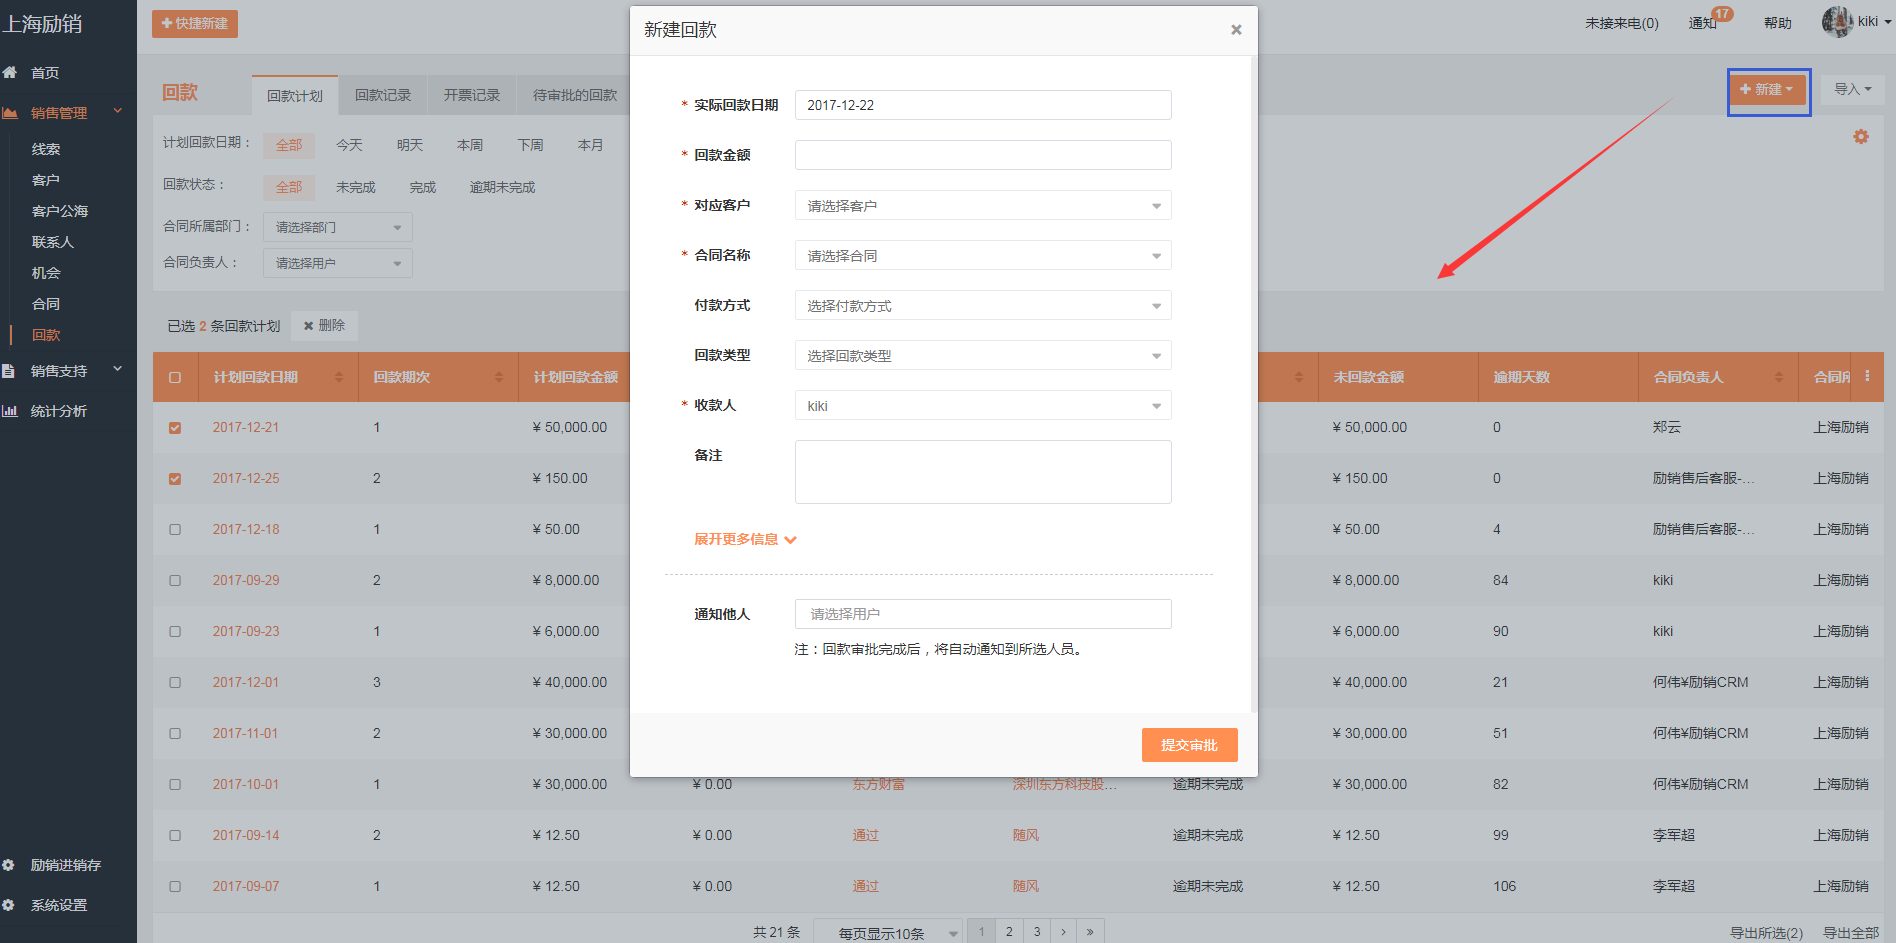 上海励销
快捷新建
未接来电(0) 通知 17 帮助 kiki
首页
销售管理
线索
客户
客户公海
联系人
机会
合同
回款
销售支持
统计分析
励销进销存
系统设置
回款 回款计划 回款记录 开票记录 待审批的回款 新建 导入
计划回款日期： 全部 今天 明天 本周 下周 本月
回款状态： 全部 未完成 完成 逾期未完成
合同所属部门： 请选择部门
合同负责人： 请选择用户
已选 2 条回款计划 删除
新建回款 ×
* 实际回款日期 2017-12-22
* 回款金额
* 对应客户 请选择客户
* 合同名称 请选择合同
付款方式 选择付款方式
回款类型 选择回款类型
* 收款人 kiki
备注
展开更多信息
通知他人 请选择用户
注：回款审批完成后，将自动通知到所选人员。
提交审批
计划回款日期 回款期次 计划回款金额 未回款金额 逾期天数 合同负责人
2017-12-21 1 ¥ 50,000.00 ¥ 50,000.00 0 郑云 上海励销
2017-12-25 2 ¥ 150.00 ¥ 150.00 0 励销售后客服-... 上海励销
2017-12-18 1 ¥ 50.00 ¥ 50.00 4 励销售后客服-... 上海励销
2017-09-29 2 ¥ 8,000.00 ¥ 8,000.00 84 kiki 上海励销
2017-09-23 1 ¥ 6,000.00 ¥ 6,000.00 90 kiki 上海励销
2017-12-01 3 ¥ 40,000.00 ¥ 40,000.00 21 何伟¥励销CRM 上海励销
2017-11-01 2 ¥ 30,000.00 ¥ 30,000.00 51 何伟¥励销CRM 上海励销
2017-10-01 1 ¥ 30,000.00 ¥ 0.00 东方财富 深圳东方科技股... 逾期未完成 ¥ 30,000.00 82 何伟¥励销CRM 上海励销
2017-09-14 2 ¥ 12.50 ¥ 0.00 通过 随风 逾期未完成 ¥ 12.50 99 李军超 上海励销
2017-09-07 1 ¥ 12.50 ¥ 0.00 通过 随风 逾期未完成 ¥ 12.50 106 李军超 上海励销
共 21 条 每页显示10条 1 2 3 › » 导出所选(2) 导出全部